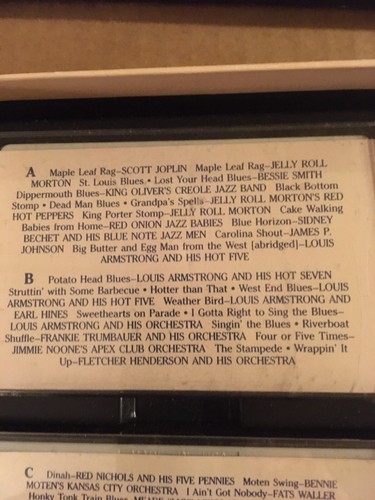 A Maple Leaf Rag–SCOTT JOPLIN Maple Leaf Rag–JELLY ROLL
MORTON St. Louis Blues • Lost Your Head Blues–BESSIE SMITH
Dippermouth Blues–KING OLIVER'S CREOLE JAZZ BAND Black Bottom
Stomp • Dead Man Blues • Grandpa's Spells–JELLY ROLL MORTON'S RED
HOT PEPPERS King Porter Stomp–JELLY ROLL MORTON Cake Walking
Babies from Home–RED ONION JAZZ BABIES Blue Horizon–SIDNEY
BECHET AND HIS BLUE NOTE JAZZ MEN Carolina Shout–JAMES P.
JOHNSON Big Butter and Egg Man from the West [abridged]–LOUIS
ARMSTRONG AND HIS HOT FIVE
B Potato Head Blues–LOUIS ARMSTRONG AND HIS HOT SEVEN
Struttin' with Some Barbecue • Hotter than That • West End Blues–LOUIS
ARMSTRONG AND HIS HOT FIVE Weather Bird–LOUIS ARMSTRONG AND
EARL HINES Sweethearts on Parade • I Gotta Right to Sing the Blues–
LOUIS ARMSTRONG AND HIS ORCHESTRA Singin' the Blues • Riverboat
Shuffle–FRANKIE TRUMBAUER AND HIS ORCHESTRA Four or Five Times–
JIMMIE NOONE'S APEX CLUB ORCHESTRA The Stampede • Wrappin' It
Up–FLETCHER HENDERSON AND HIS ORCHESTRA
C Dinah–RED NICHOLS AND HIS FIVE PENNIES Moten Swing–BENNIE
MOTEN'S KANSAS CITY ORCHESTRA I Ain't Got Nobody–FATS WALLER
Honky Tonk Train Blues–